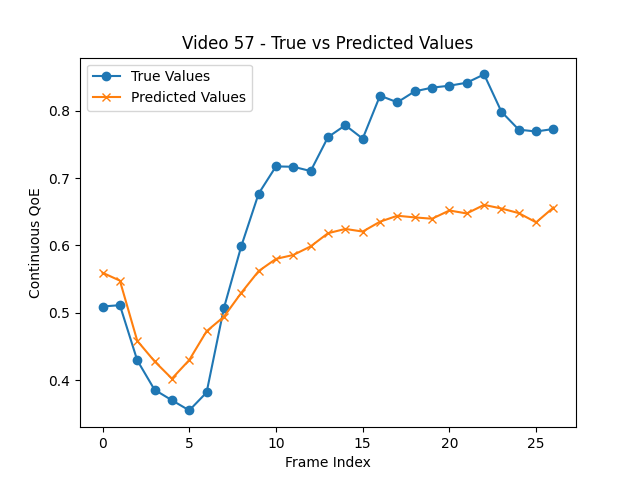 Video 57 - True vs Predicted Values
True Values
Predicted Values
Continuous QoE
0.8
0.7
0.6
0.5
0.4
0 5 10 15 20 25
Frame Index